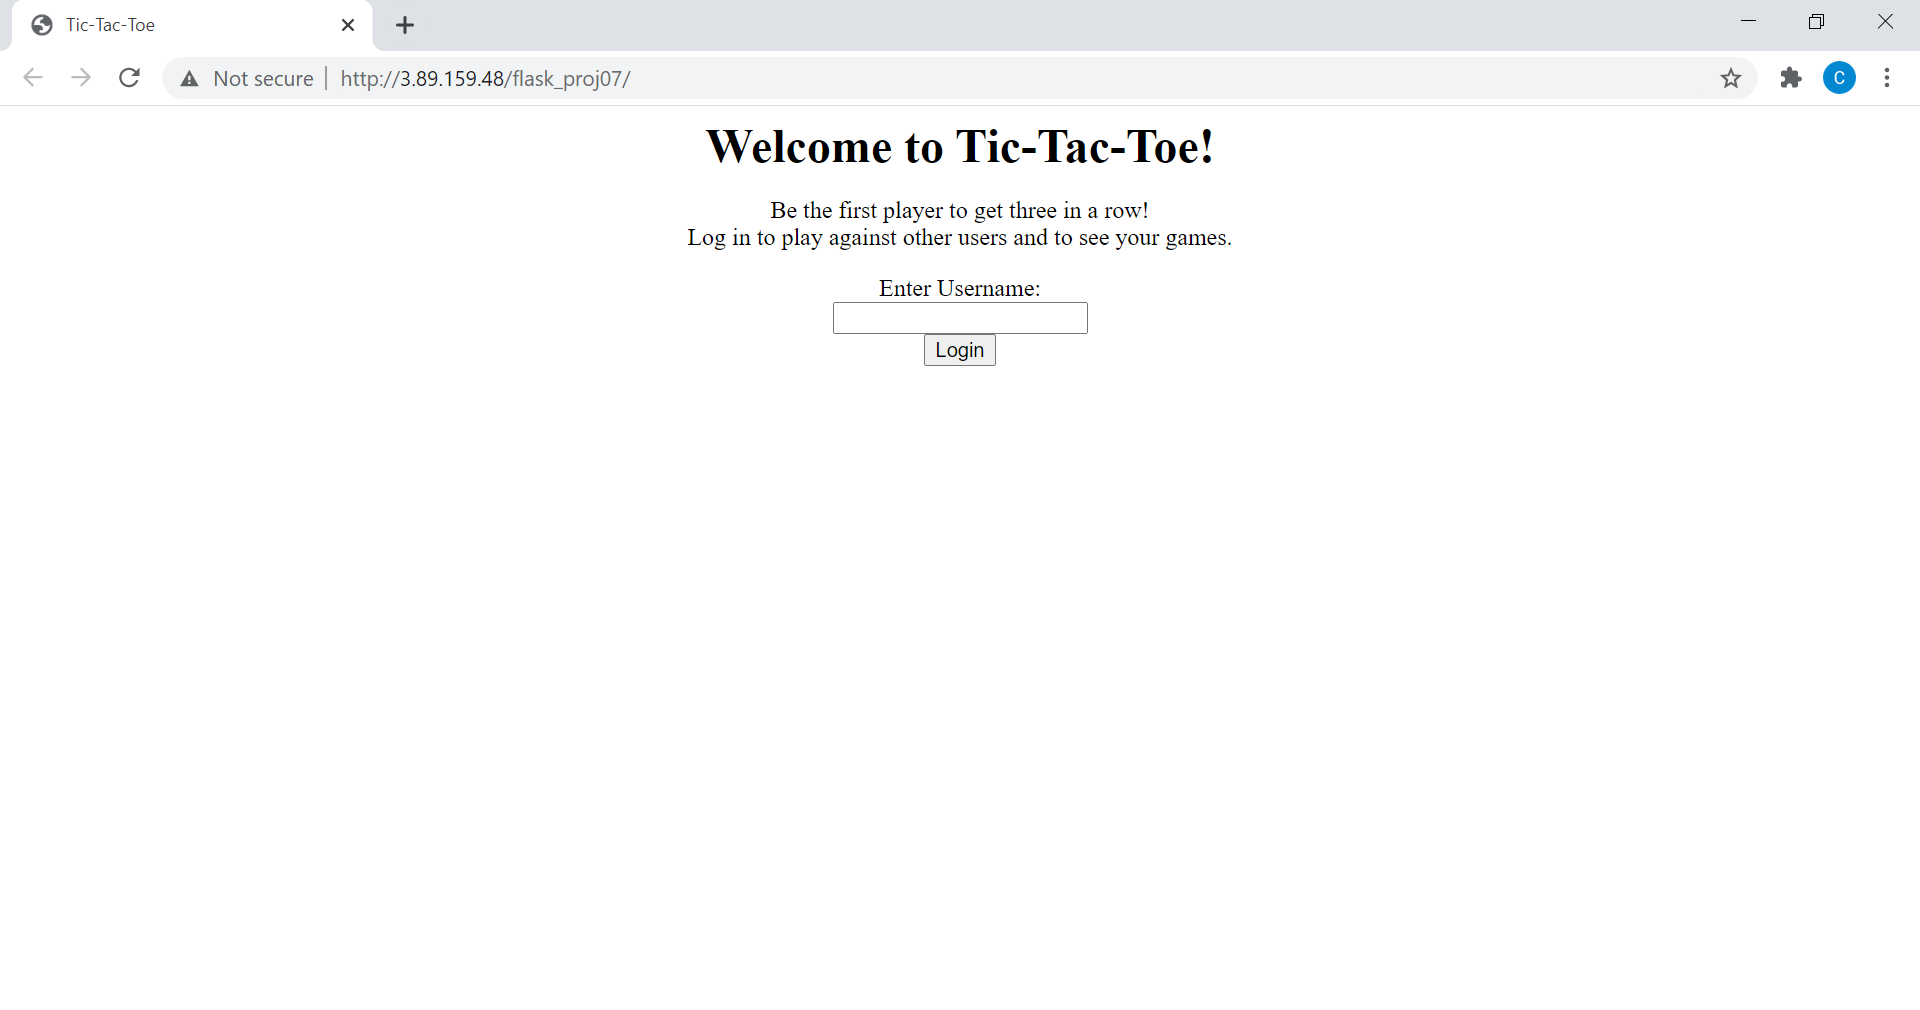 Tic-Tac-Toe
Not secure http://3.89.159.48/flask_proj07/
C
Welcome to Tic-Tac-Toe!
Be the first player to get three in a row!
Log in to play against other users and to see your games.
Enter Username:
Login